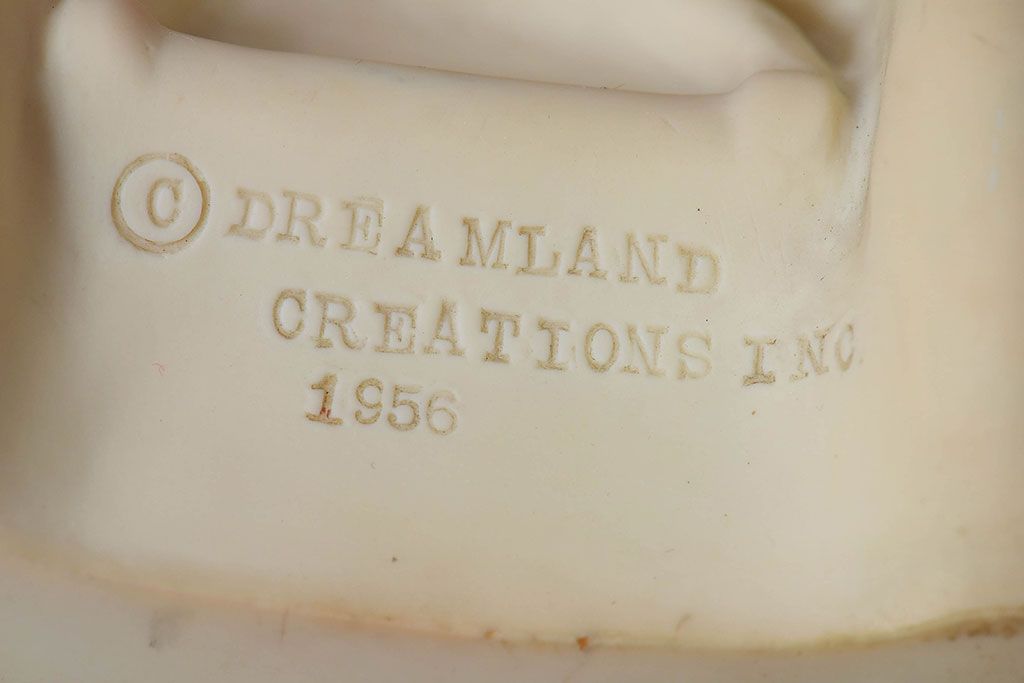 © DREAMLAND
CREATIONS INC.
1956